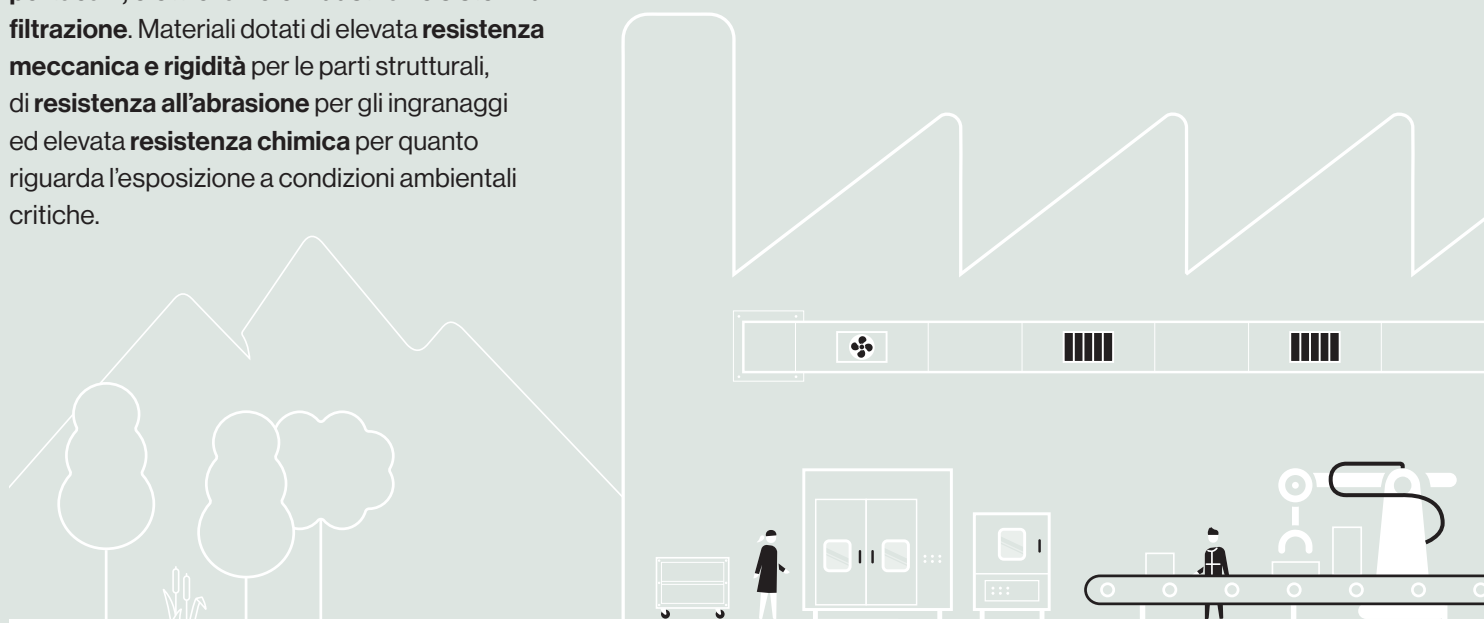 filtrazione. Materiali dotati di elevata resistenza
meccanica e rigidità per le parti strutturali,
di resistenza all’abrasione per gli ingranaggi
ed elevata resistenza chimica per quanto
riguarda l’esposizione a condizioni ambientali
critiche.